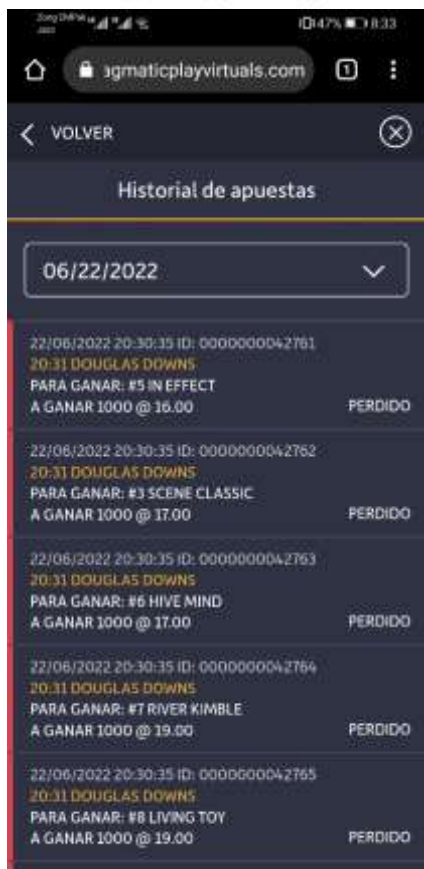 Zong
47% 8:33
agmaticplayvirtuals.com 1
VOLVER
Historial de apuestas
06/22/2022
22/06/2022 20:30:35 ID: 0000000042761
20:31 DOUGLAS DOWNS
PARA GANAR: #5 IN EFFECT
A GANAR 1000 @ 16.00
PERDIDO
22/06/2022 20:30:35 ID: 0000000042762
20:31 DOUGLAS DOWNS
PARA GANAR: #3 SCENE CLASSIC
A GANAR 1000 @ 17.00
PERDIDO
22/06/2022 20:30:35 ID: 0000000042763
20:31 DOUGLAS DOWNS
PARA GANAR: #6 HIVE MIND
A GANAR 1000 @ 17.00
PERDIDO
22/06/2022 20:30:35 ID: 0000000042764
20:31 DOUGLAS DOWNS
PARA GANAR: #7 RIVER KIMBLE
A GANAR 1000 @ 19.00
PERDIDO
22/06/2022 20:30:35 ID: 0000000042765
20:31 DOUGLAS DOWNS
PARA GANAR: #8 LIVING TOY
A GANAR 1000 @ 19.00
PERDIDO